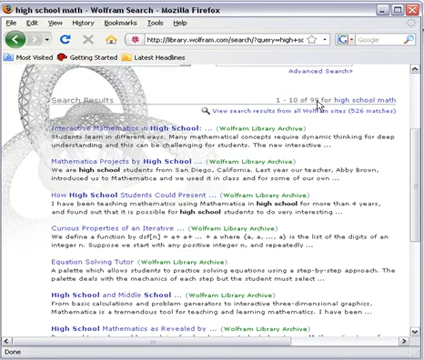 high school math - Wolfram Search - Mozilla Firefox
File Edit View History Bookmarks Tools Help
http://library.wolfram.com/search/?query=high+sc
Most Visited Getting Started Latest Headlines
Advanced Search>
Search Results 1 - 10 of 99 for high school math
View search results from all Wolfram sites (526 matches)
Interactive Mathematics in High School: ... (Wolfram Library Archive)
Students learn in different ways. Many mathematical concepts require dynamic thinking for deep
understanding and this can be challenging for students. The new interactive ...
Mathematica Projects by High School ... (Wolfram Library Archive)
We are high school students from San Diego, California. Last year our teacher, Abby Brown,
introduced us to Mathematica and we used it in class and for some of our own ...
How High School Students Could Present ... (Wolfram Library Archive)
I have been teaching mathematics using Mathematica in high school for more than 4 years,
and found out that it is possible for high school students to do very interesting ...
Curious Properties of an Iterative ... (Wolfram Library Archive)
We define a function by dsf[n] = a+ a+ ... + a where {a, ..., a} is the list of the digits of an
integer n. Suppose we start with any positive integer n, and repeatedly ...
Equation Solving Tutor (Wolfram Library Archive)
A palette which allows students to practice solving equations using a step-by-step approach. The
palette deals with the mechanics of each step but the student must select ...
High School and Middle School ... (Wolfram Library Archive)
From basic calculations and problem generators to interactive three-dimensional graphics,
Mathematica is a tremendous tool for teaching and learning mathematics. I have been ...
High School Mathematics as Revealed by ... (Wolfram Library Archive)
Done